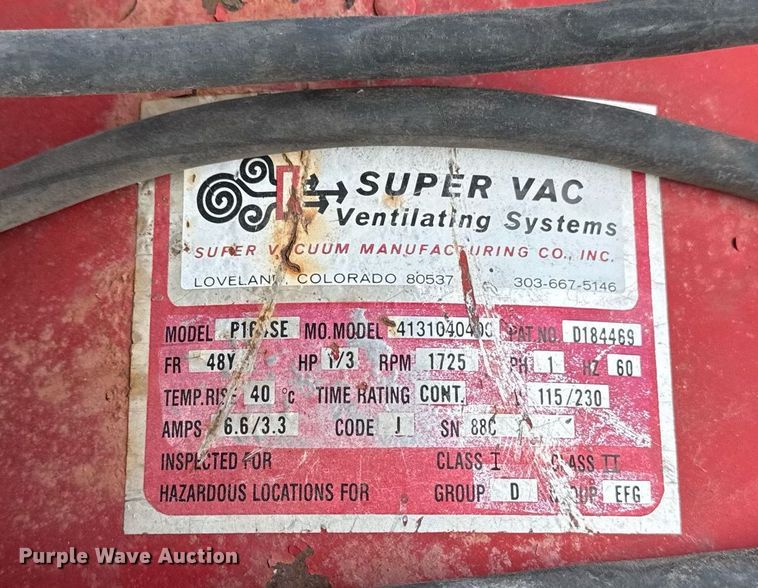 SUPER VAC
Ventilating Systems
SUPER VACUUM MANUFACTURING CO., INC.
LOVELAND, COLORADO 80537 303-667-5146
MODEL MO. MODEL PAT NO. D184469
FR 48Y HP 1/3 RPM 1725 PH 1 HZ 60
TEMP. RISE 40 °C TIME RATING CONT. V 115/230
AMPS 6.6/3.3 CODE J SN 88C
INSPECTED FOR CLASS I CLASS II
HAZARDOUS LOCATIONS FOR GROUP D GROUP EFG
Purple Wave Auction